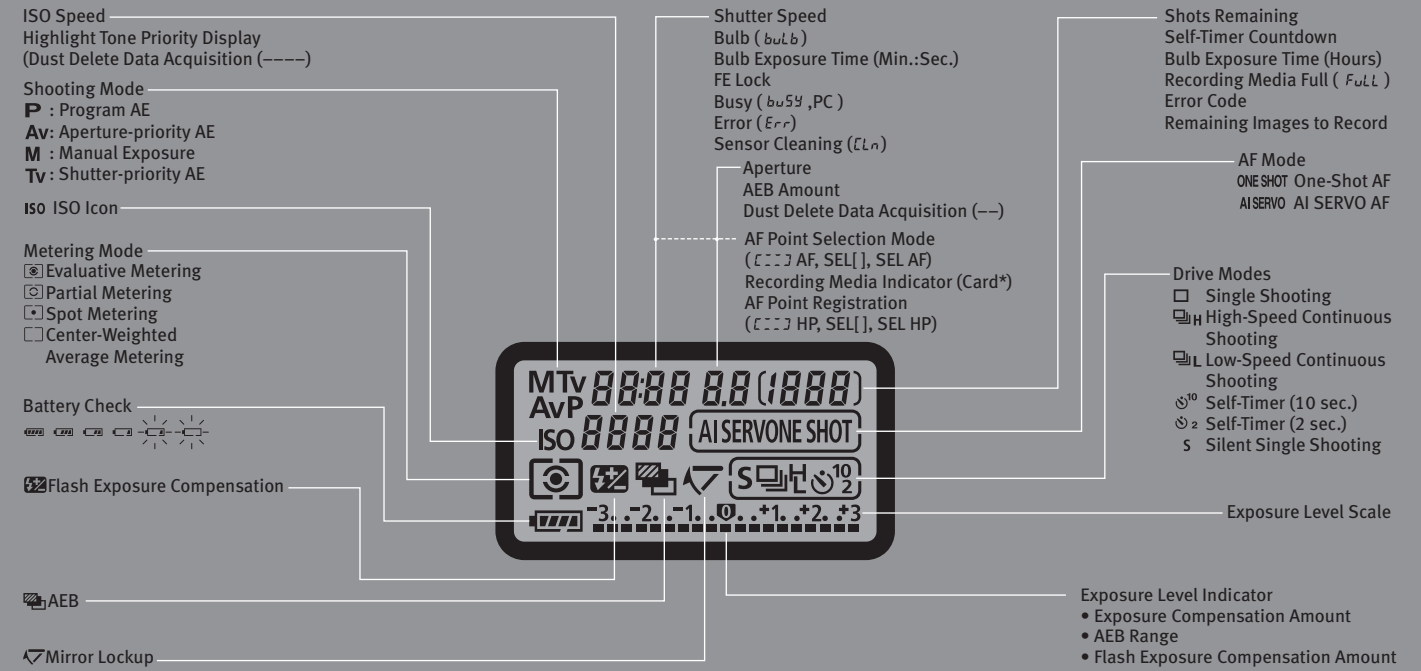 ISO Speed
Highlight Tone Priority Display
(Dust Delete Data Acquisition (––––)
Shooting Mode
P : Program AE
Av: Aperture-priority AE
M : Manual Exposure
Tv : Shutter-priority AE
ISO ISO Icon
Metering Mode
Evaluative Metering
Partial Metering
Spot Metering
Center-Weighted
Average Metering
Battery Check
Flash Exposure Compensation
AEB
Mirror Lockup
Shutter Speed
Bulb ( buLb )
Bulb Exposure Time (Min.:Sec.)
FE Lock
Busy ( buSY ,PC )
Error ( Err )
Sensor Cleaning ( CLn )
Aperture
AEB Amount
Dust Delete Data Acquisition (––)
AF Point Selection Mode
( [---] AF, SEL[ ], SEL AF)
Recording Media Indicator (Card*)
AF Point Registration
( [---] HP, SEL[ ], SEL HP)
Shots Remaining
Self-Timer Countdown
Bulb Exposure Time (Hours)
Recording Media Full ( FuLL )
Error Code
Remaining Images to Record
AF Mode
ONE SHOT One-Shot AF
AI SERVO AI SERVO AF
Drive Modes
Single Shooting
H High-Speed Continuous
Shooting
L Low-Speed Continuous
Shooting
10 Self-Timer (10 sec.)
2 Self-Timer (2 sec.)
S Silent Single Shooting
Exposure Level Scale
Exposure Level Indicator
• Exposure Compensation Amount
• AEB Range
• Flash Exposure Compensation Amount
MTv 88:88 8.8 (1888)
AvP
ISO 8888 AI SERVONE SHOT
S H 10 2
-3. .-2. .-1. .0. .+1. .+2. .+3